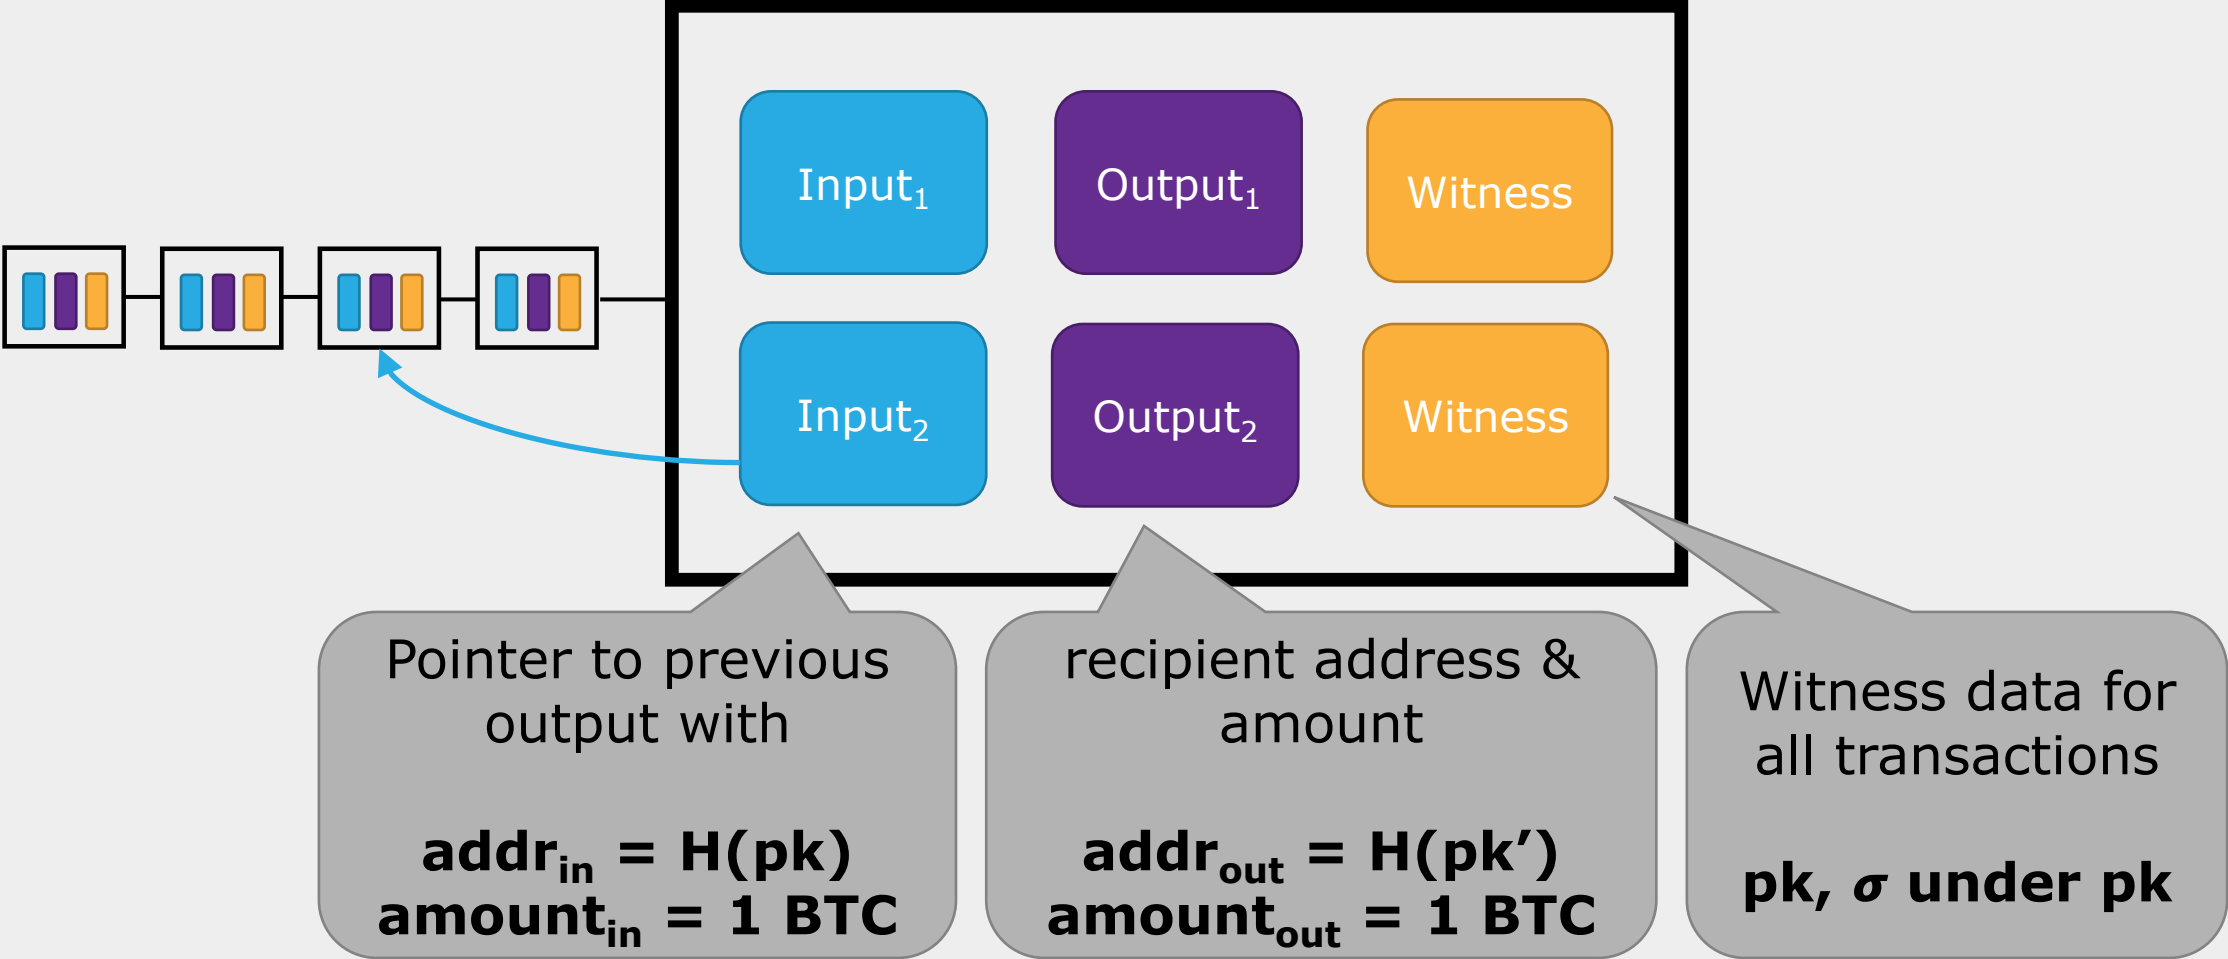 Input₁
Output₁
Witness
Input₂
Output₂
Witness
Pointer to previous
output with
addrᵢₙ = H(pk)
amountᵢₙ = 1 BTC
recipient address &
amount
addrₒᵤₜ = H(pk’)
amountₒᵤₜ = 1 BTC
Witness data for
all transactions
pk, σ under pk